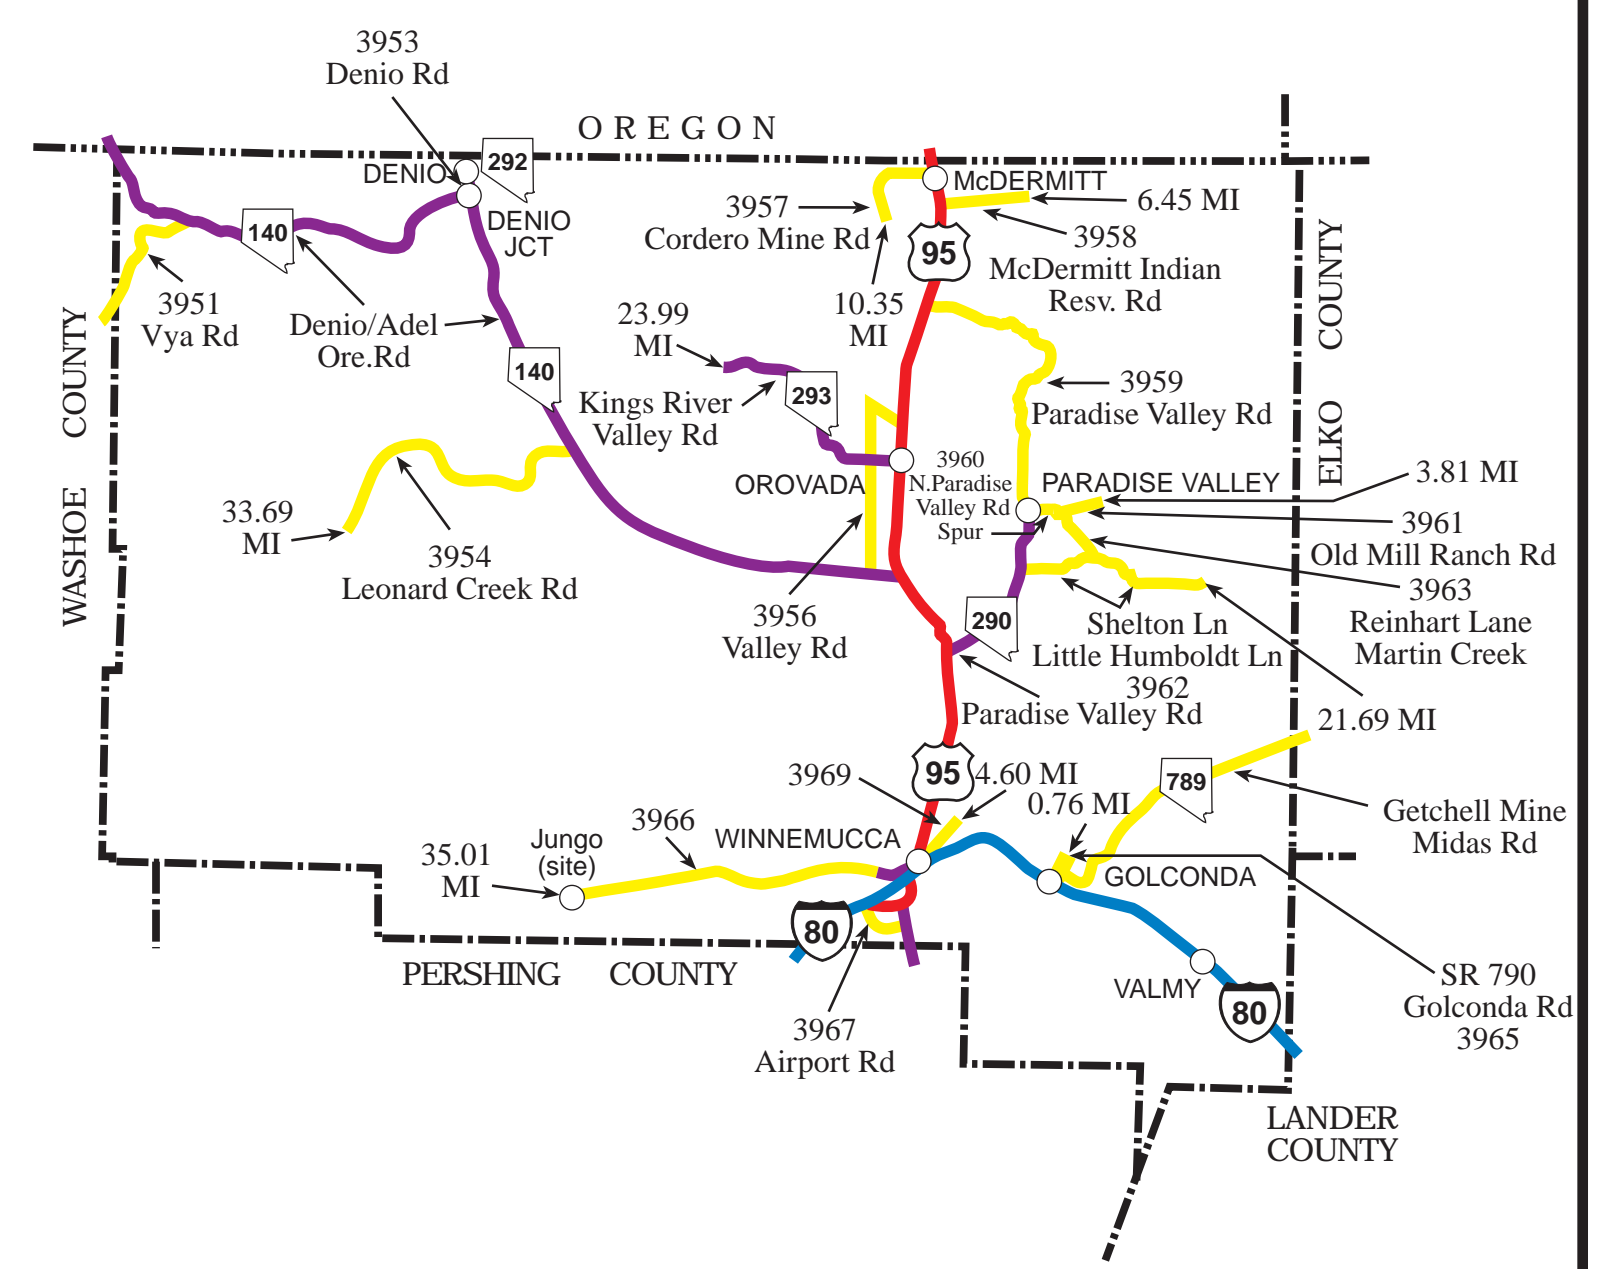 3953
Denio Rd
OREGON
292
DENIO
DENIO
JCT
140
3951
Vya Rd
Denio/Adel
Ore.Rd
140
McDERMITT
6.45 MI
3957
Cordero Mine Rd
95
3958
McDermitt Indian
Resv. Rd
10.35
MI
23.99
MI
293
Kings River
Valley Rd
3959
Paradise Valley Rd
WASHOE COUNTY
ELKO COUNTY
OROVADA
3960
N.Paradise
Valley Rd
Spur
PARADISE VALLEY
3.81 MI
3961
Old Mill Ranch Rd
3963
Reinhart Lane
Martin Creek
33.69
MI
3954
Leonard Creek Rd
3956
Valley Rd
290
Shelton Ln
Little Humboldt Ln
3962
Paradise Valley Rd
21.69 MI
95
3969
4.60 MI
0.76 MI
789
Getchell Mine
Midas Rd
WINNEMUCCA
3966
Jungo
(site)
35.01
MI
GOLCONDA
80
PERSHING COUNTY
VALMY
80
SR 790
Golconda Rd
3965
3967
Airport Rd
LANDER
COUNTY